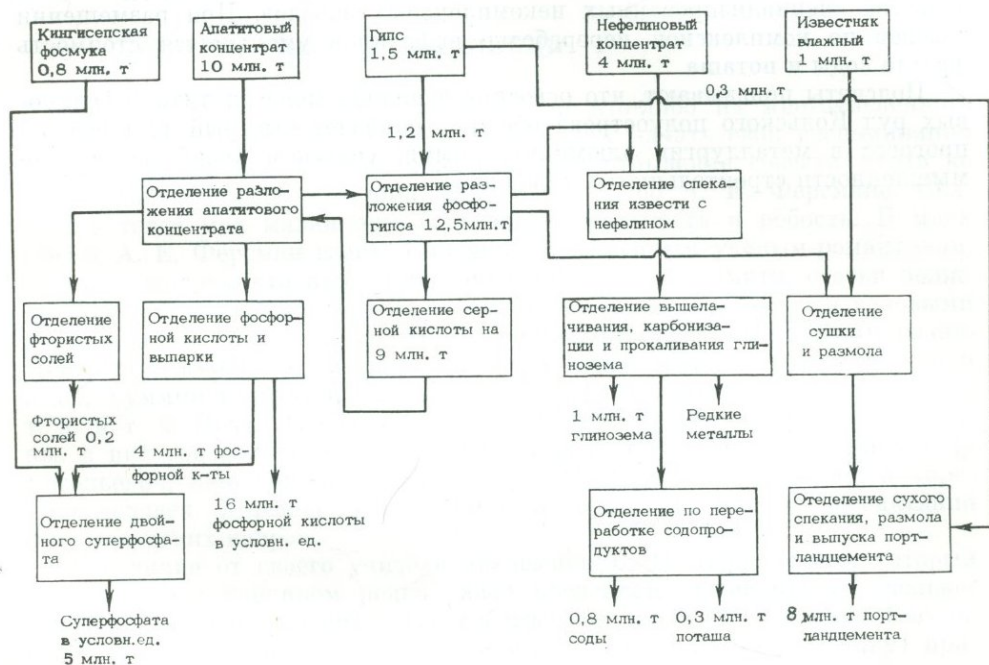 Кингисепская
фосмука
0,8 млн. т
Апатитовый
концентрат
10 млн. т
Гипс
1,5 млн. т
Нефелиновый
концентрат
4 млн. т
Известняк
влажный
1 млн. т
0,3 млн. т
1,2 млн. т
Отделение разло-
жения апатитового
концентрата
Отделение раз-
ложения фосфо-
гипса 12,5млн.т
Отделение спека-
ния извести с
нефелином
Отделение
фтористых
солей
Отделение фосфор-
ной кислоты и
выпарки
Отделение сер-
ной кислоты на
9 млн. т
Отделение вышела-
чивания, карбониза-
ции и прокаливания гли-
нозема
Отделение
сушки
и размола
Фтористых
солей 0,2
млн. т
4 млн. т фос-
форной к-ты
1 млн. т
глинозема
Редкие
металлы
Отделение двой-
ного суперфосфа-
та
16 млн. т
фосфорной кислоты
в условн. ед.
Отделение по пере-
работке содопро-
дуктов
Отеделение сухого
спекания, размола
и выпуска порт-
ландцемента
Суперфосфата
в условн.ед.
5 млн. т
0,8 млн. т
соды
0,3 млн. т
поташа
8 млн. т порт-
ландцемента